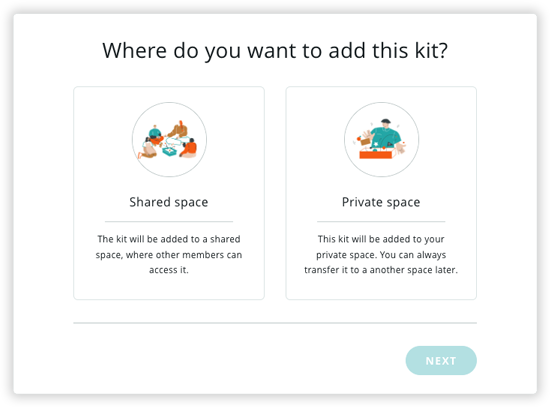 Where do you want to add this kit?
Shared space
The kit will be added to a shared
space, where other members can
access it.
Private space
This kit will be added to your
private space. You can always
transfer it to a another space later.
NEXT